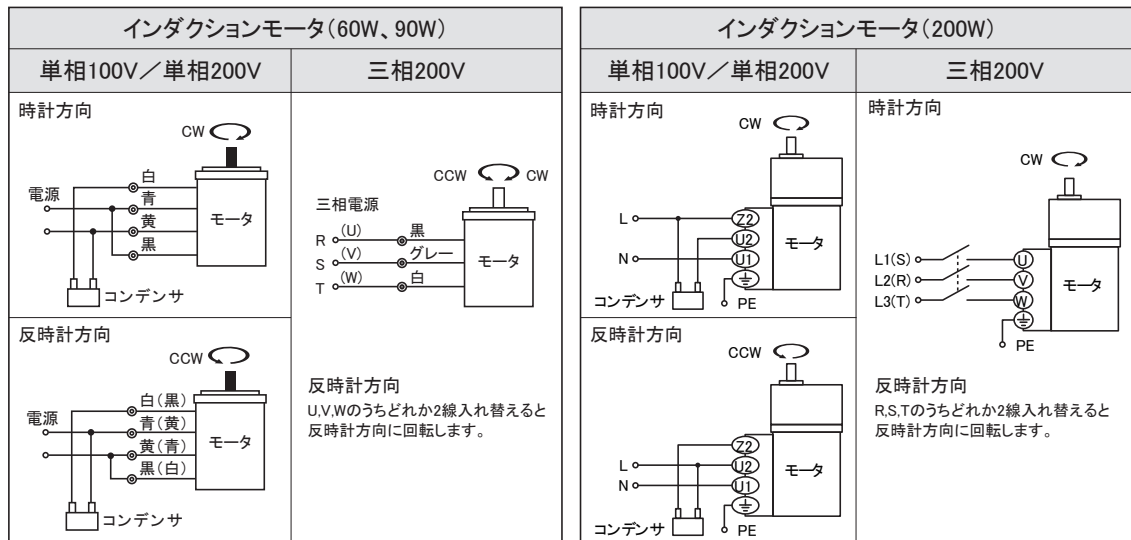 インダクションモータ(60W、90W)
単相100V／単相200V
三相200V
時計方向
CW
白
電源
青
黄
モータ
黒
コンデンサ
反時計方向
CCW
白(黒)
電源
青(黄)
黄(青)
モータ
黒(白)
コンデンサ
CCW CW
三相電源
R (U) 黒
S (V) グレー モータ
T (W) 白
反時計方向
U,V,Wのうちどれか2線入れ替えると
反時計方向に回転します。
インダクションモータ(200W)
単相100V／単相200V
三相200V
時計方向
CW
L Z2
U2 モータ
N U1
コンデンサ PE
反時計方向
CCW
Z2
L U2 モータ
N U1
コンデンサ PE
時計方向
CW
L1(S) U
L2(R) V モータ
L3(T) W
PE
反時計方向
R,S,Tのうちどれか2線入れ替えると
反時計方向に回転します。